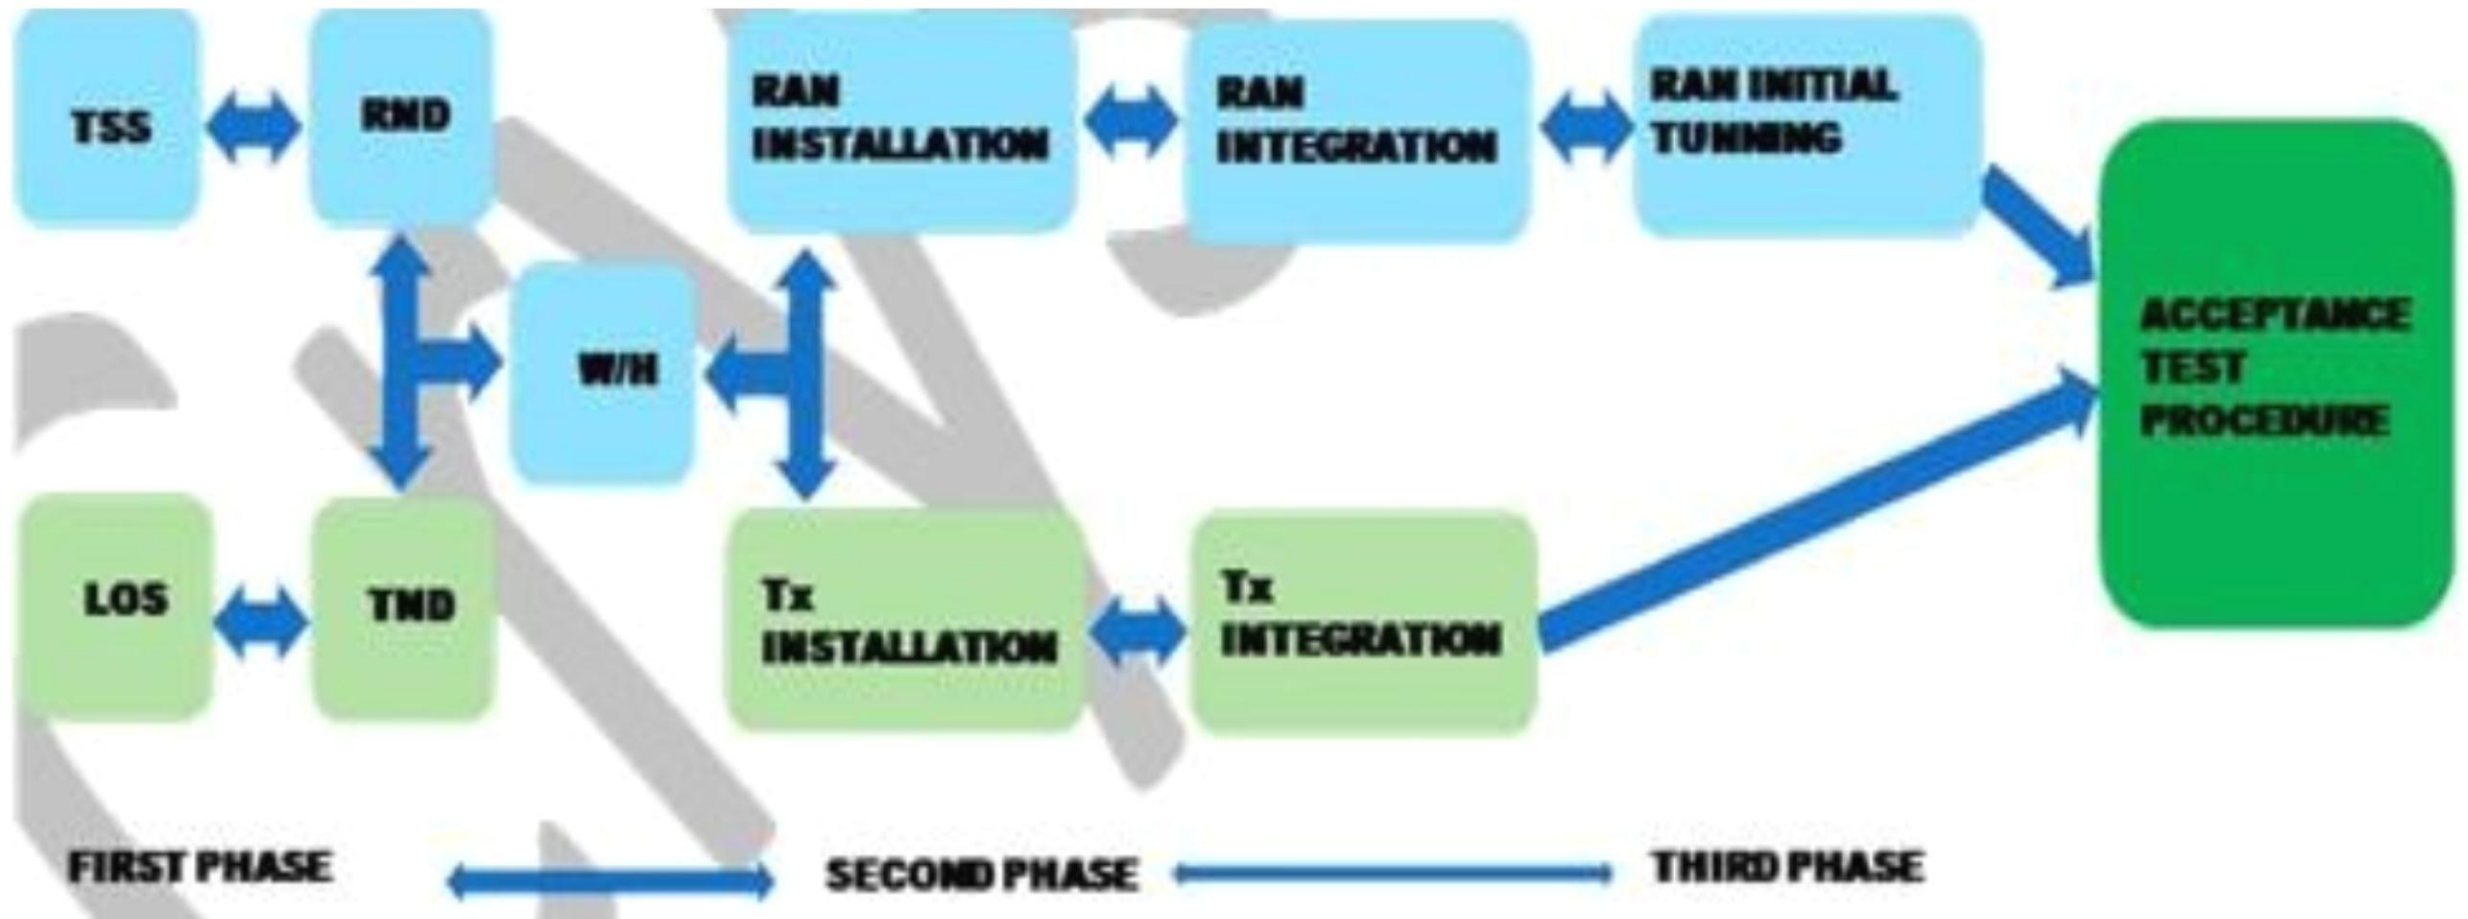 TSS
RND
RAN
INSTALLATION
RAN
INTEGRATION
RAN INITIAL
TUNNING
W/H
ACCEPTANCE
TEST
PROCEDURE
LOS
TND
Tx
INSTALLATION
Tx
INTEGRATION
FIRST PHASE
SECOND PHASE
THIRD PHASE